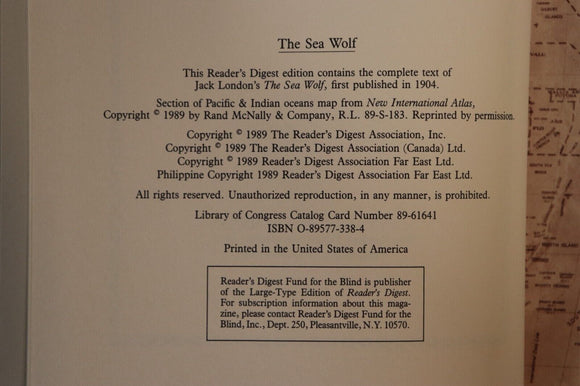 The Sea Wolf
This Reader's Digest edition contains the complete text of
Jack London's The Sea Wolf, first published in 1904.
Section of Pacific & Indian oceans map from New International Atlas,
Copyright © 1989 by Rand McNally & Company, R.L. 89-S-183. Reprinted by permission.
Copyright © 1989 The Reader's Digest Association, Inc.
Copyright © 1989 The Reader's Digest Association (Canada) Ltd.
Copyright © 1989 Reader's Digest Association Far East Ltd.
Philippine Copyright 1989 Reader's Digest Association Far East Ltd.
All rights reserved. Unauthorized reproduction, in any manner, is prohibited.
Library of Congress Catalog Card Number 89-61641
ISBN O-89577-338-4
Printed in the United States of America
Reader's Digest Fund for the Blind is publisher
of the Large-Type Edition of Reader's Digest.
For subscription information about this maga-
zine, please contact Reader's Digest Fund for the
Blind, Inc., Dept. 250, Pleasantville, N.Y. 10570.